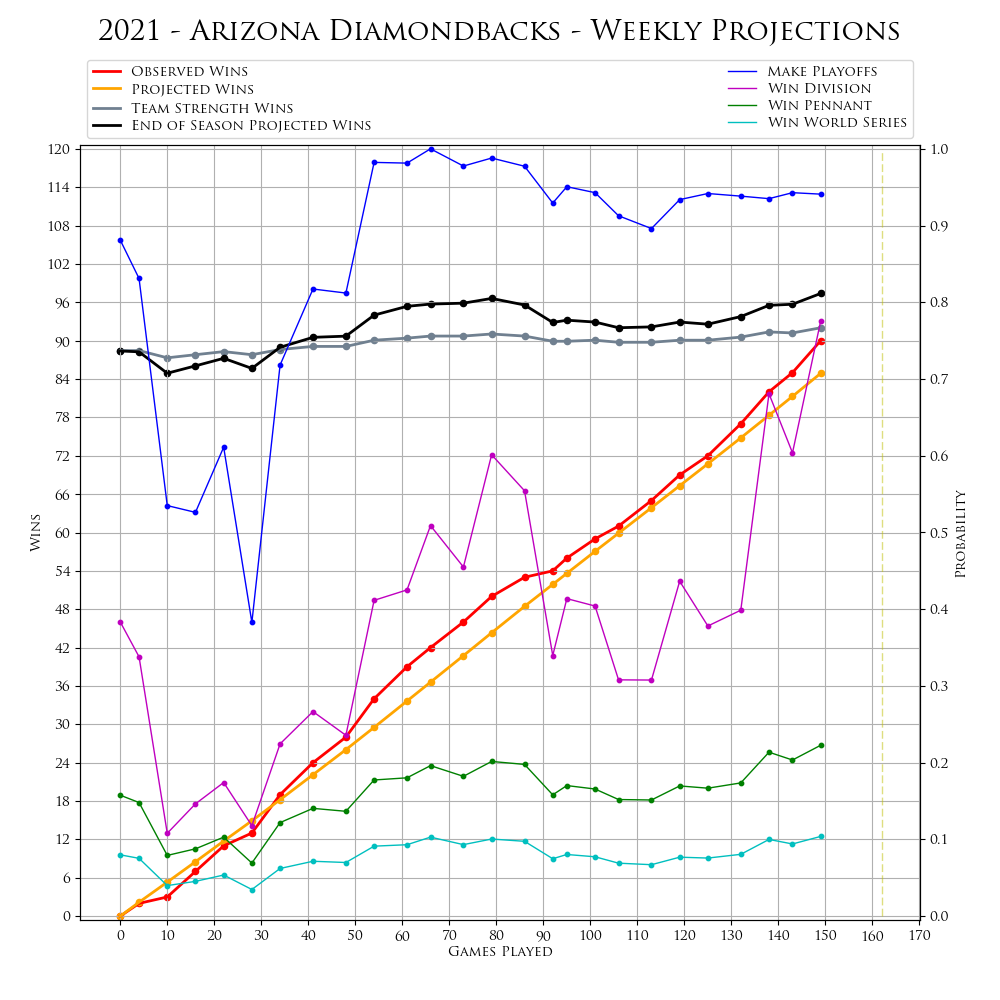 2021 - Arizona Diamondbacks - Weekly Projections
Observed Wins
Projected Wins
Team Strength Wins
End of Season Projected Wins
Make Playoffs
Win Division
Win Pennant
Win World Series
120
114
108
102
96
90
84
78
72
66
60
54
48
42
36
30
24
18
12
6
0
Wins
1.0
0.9
0.8
0.7
0.6
0.5
0.4
0.3
0.2
0.1
0.0
Probability
0 10 20 30 40 50 60 70 80 90 100 110 120 130 140 150 160 170
Games Played